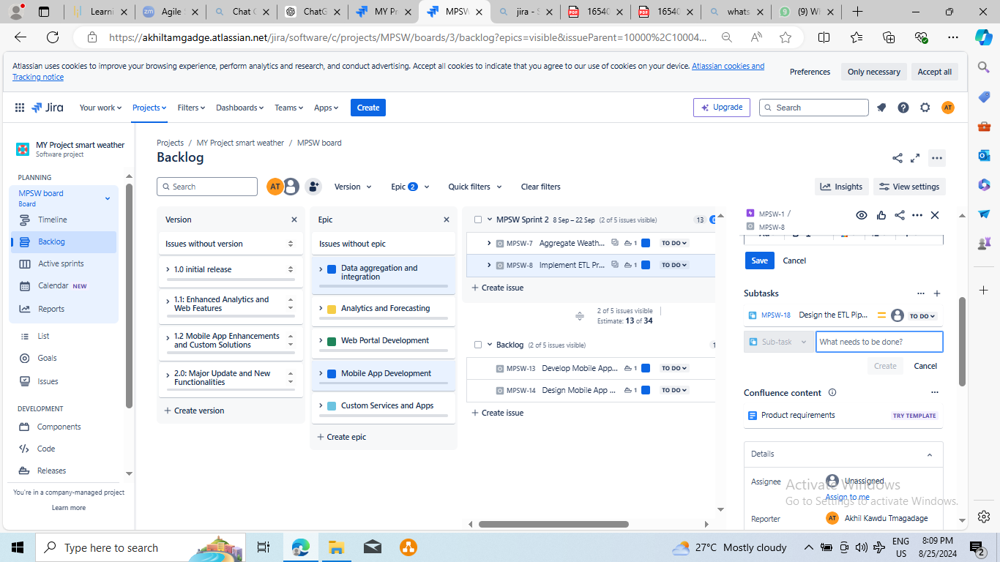 Learni
Agile S
Chat G
ChatG
MY Pr
MPSW
jira - S
16540
16540
whats
(9) W
https://akhiltamgadge.atlassian.net/jira/software/c/projects/MPSW/boards/3/backlog?epics=visible&issueParent=10000%2C10004...
Atlassian uses cookies to improve your browsing experience, perform analytics and research, and conduct advertising. Accept all cookies to indicate that you agree to our use of cookies on your device. Atlassian cookies and
Tracking notice
Preferences
Only necessary
Accept all
Jira
Your work
Projects
Filters
Dashboards
Teams
Apps
Create
Upgrade
Search
AT
MY Project smart weather
Software project
PLANNING
MPSW board
Board
Timeline
Backlog
Active sprints
Calendar NEW
Reports
List
Goals
Issues
DEVELOPMENT
Components
Code
Releases
You're in a company-managed project
Learn more
Projects / MY Project smart weather / MPSW board
Backlog
Search
AT
Version
Epic 2
Quick filters
Clear filters
Insights
View settings
Version
Issues without version
1.0 initial release
1.1: Enhanced Analytics and
Web Features
1.2 Mobile App Enhancements
and Custom Solutions
2.0: Major Update and New
Functionalities
+ Create version
Epic
Issues without epic
Data aggregation and
integration
Analytics and Forecasting
Web Portal Development
Mobile App Development
Custom Services and Apps
+ Create epic
MPSW Sprint 2 8 Sep – 22 Sep (2 of 5 issues visible) 13
MPSW-7 Aggregate Weath... 1 TO DO
MPSW-8 Implement ETL Pr... 1 TO DO
+ Create issue
2 of 5 issues visible
Estimate: 13 of 34
Backlog (2 of 5 issues visible) 1
MPSW-13 Develop Mobile App... 1 TO DO
MPSW-14 Design Mobile App ... 1 TO DO
+ Create issue
MPSW-1 /
MPSW-8
Save
Cancel
Subtasks
MPSW-18 Design the ETL Pip... TO DO
Sub-task
What needs to be done?
Create
Cancel
Confluence content
Product requirements TRY TEMPLATE
Details
Assignee
Unassigned
Assign to me
Reporter
AT Akhil Kawdu Tmagadage
Activate Windows
Go to Settings to activate Windows.
Type here to search
27°C Mostly cloudy
ENG
US
8:09 PM
8/25/2024
2